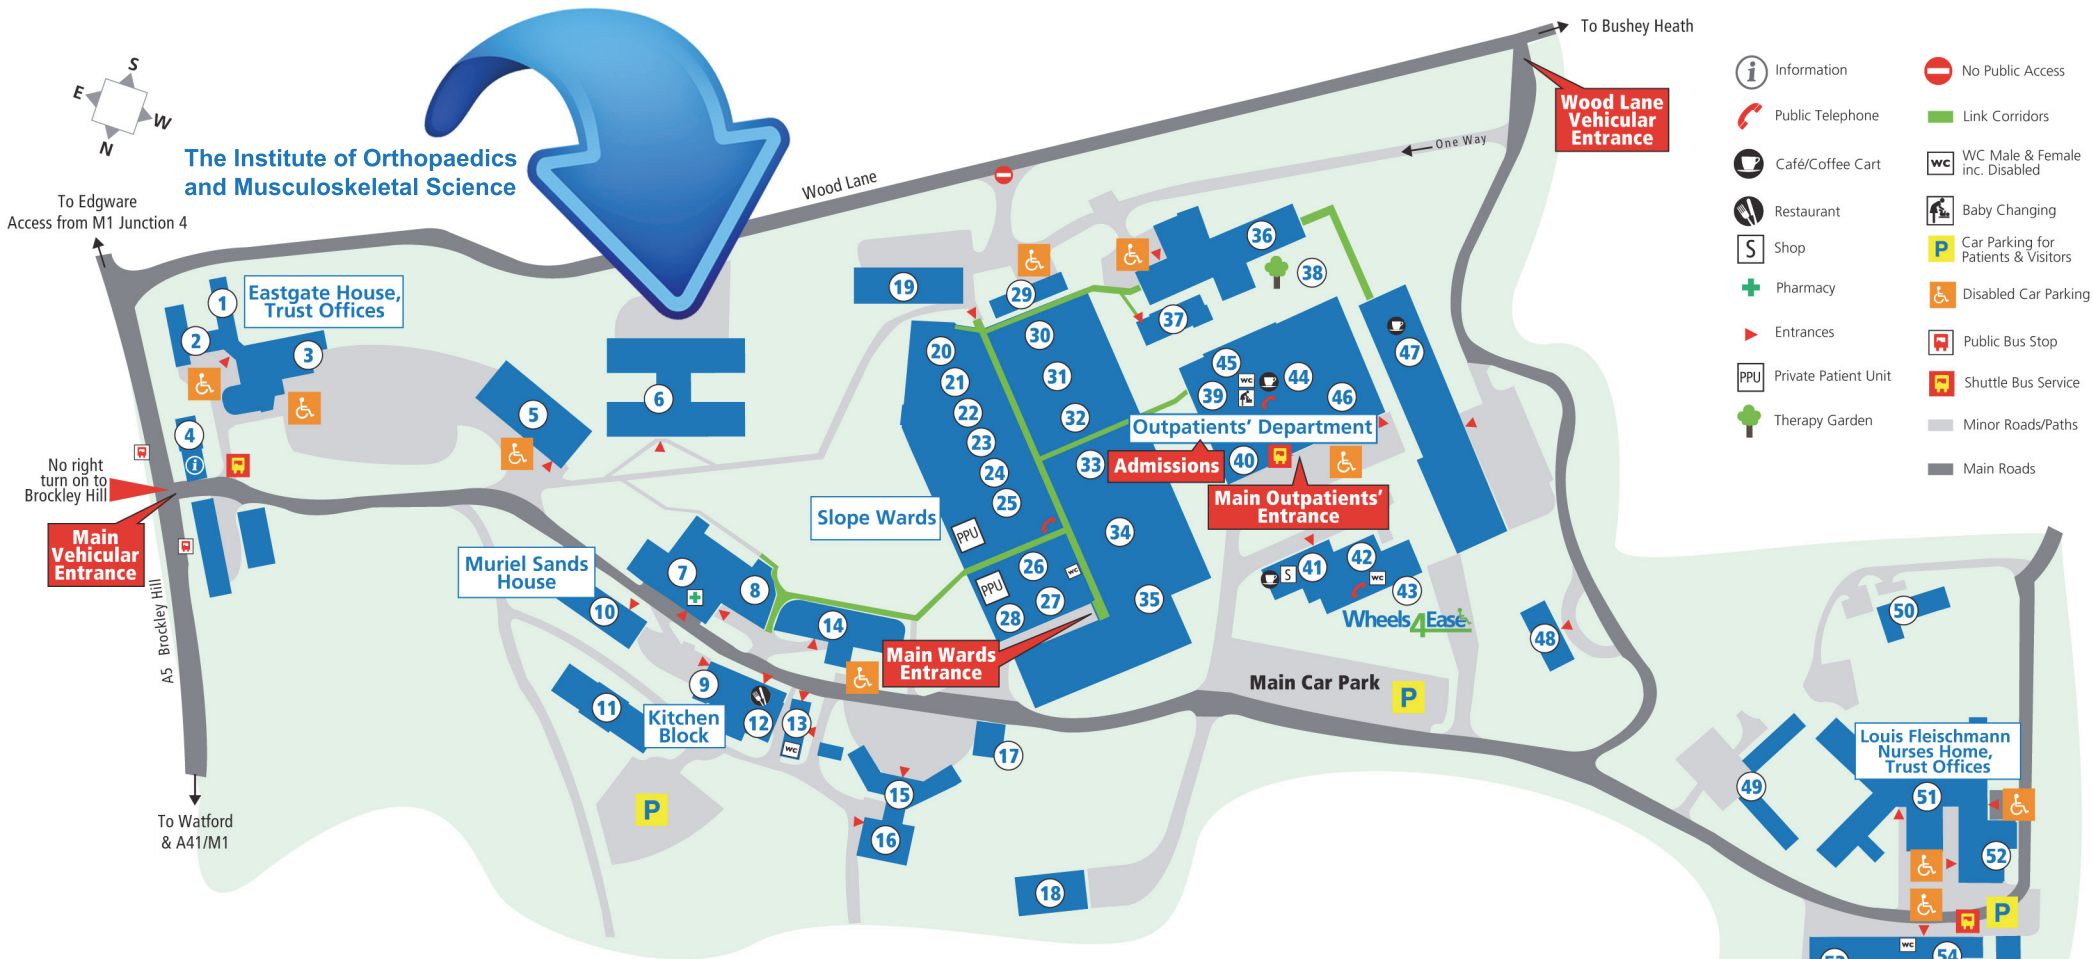 S
E
W
N
The Institute of Orthopaedics
and Musculoskeletal Science
To Edgware
Access from M1 Junction 4
Wood Lane
To Bushey Heath
Wood Lane
Vehicular
Entrance
One Way
Information
Public Telephone
Café/Coffee Cart
Restaurant
S
Shop
Pharmacy
Entrances
PPU
Private Patient Unit
Therapy Garden
No Public Access
Link Corridors
WC
WC Male & Female
inc. Disabled
Baby Changing
P
Car Parking for
Patients & Visitors
Disabled Car Parking
Public Bus Stop
Shuttle Bus Service
Minor Roads/Paths
Main Roads
1
2
3
Eastgate House,
Trust Offices
4
5
6
No right
turn on to
Brockley Hill
Main
Vehicular
Entrance
A5 Brockley Hill
To Watford
& A41/M1
Muriel Sands
House
7
8
10
14
9
11
Kitchen
Block
12
13
WC
P
15
16
17
18
19
29
36
38
37
20
21
22
23
24
25
PPU
Slope Wards
30
31
32
33
34
35
26
27
28
PPU
WC
Main Wards
Entrance
45
WC
44
39
46
47
Outpatients' Department
Admissions
40
Main Outpatients'
Entrance
S
41
42
WC
43
Wheels4Ease
Main Car Park
P
48
50
49
Louis Fleischmann
Nurses Home,
Trust Offices
51
52
P
WC
53
54